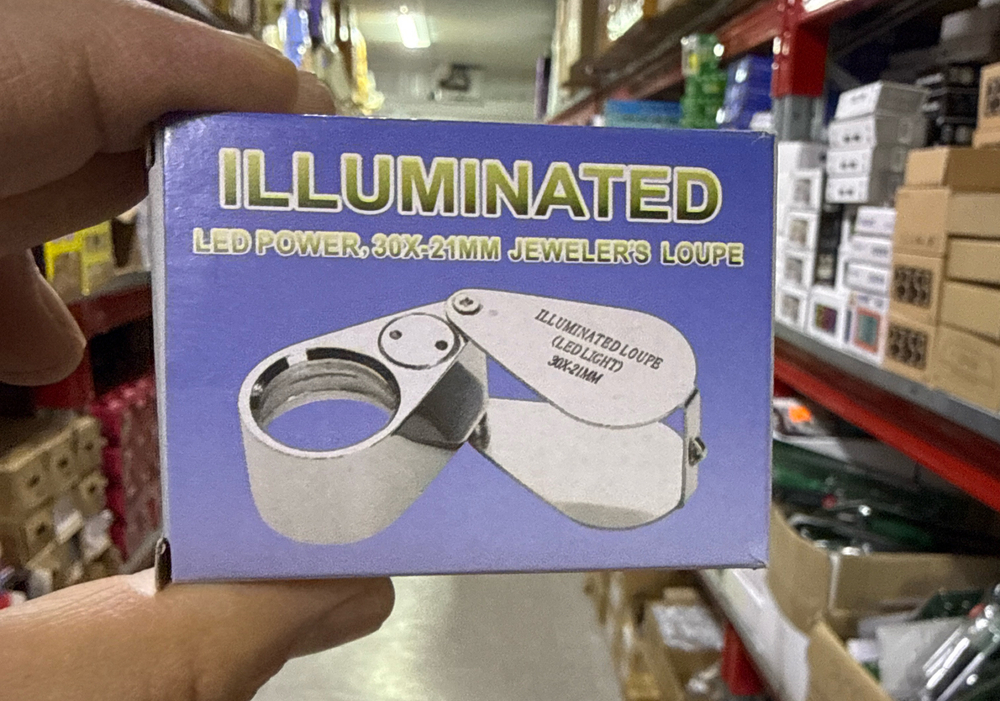 ILLUMINATED
LED POWER, 30X-21MM JEWELER'S LOUPE
ILLUMINATED LOUPE
(LED LIGHT)
30X-21MM